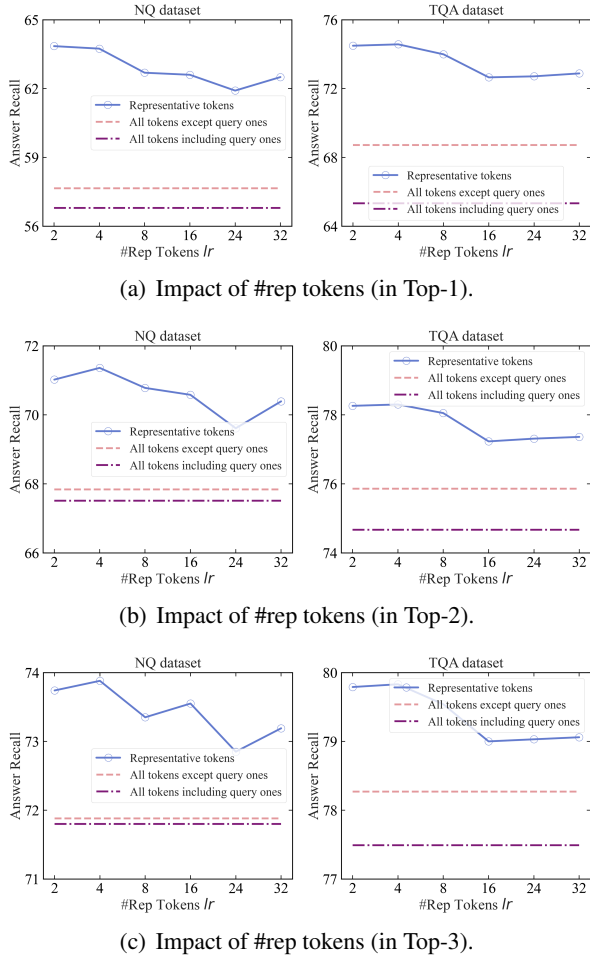 NQ dataset
TQA dataset
65
62
59
56
Answer Recall
Representative tokens
All tokens except query ones
All tokens including query ones
2 4 8 16 24 32
#Rep Tokens lr
76
72
68
64
Answer Recall
Representative tokens
All tokens except query ones
All tokens including query ones
2 4 8 16 24 32
#Rep Tokens lr
(a) Impact of #rep tokens (in Top-1).
NQ dataset
TQA dataset
72
70
68
66
Answer Recall
Representative tokens
All tokens except query ones
All tokens including query ones
2 4 8 16 24 32
#Rep Tokens lr
80
78
76
74
Answer Recall
Representative tokens
All tokens except query ones
All tokens including query ones
2 4 8 16 24 32
#Rep Tokens lr
(b) Impact of #rep tokens (in Top-2).
NQ dataset
TQA dataset
74
73
72
71
Answer Recall
Representative tokens
All tokens except query ones
All tokens including query ones
2 4 8 16 24 32
#Rep Tokens lr
80
79
78
77
Answer Recall
Representative tokens
All tokens except query ones
All tokens including query ones
2 4 8 16 24 32
#Rep Tokens lr
(c) Impact of #rep tokens (in Top-3).